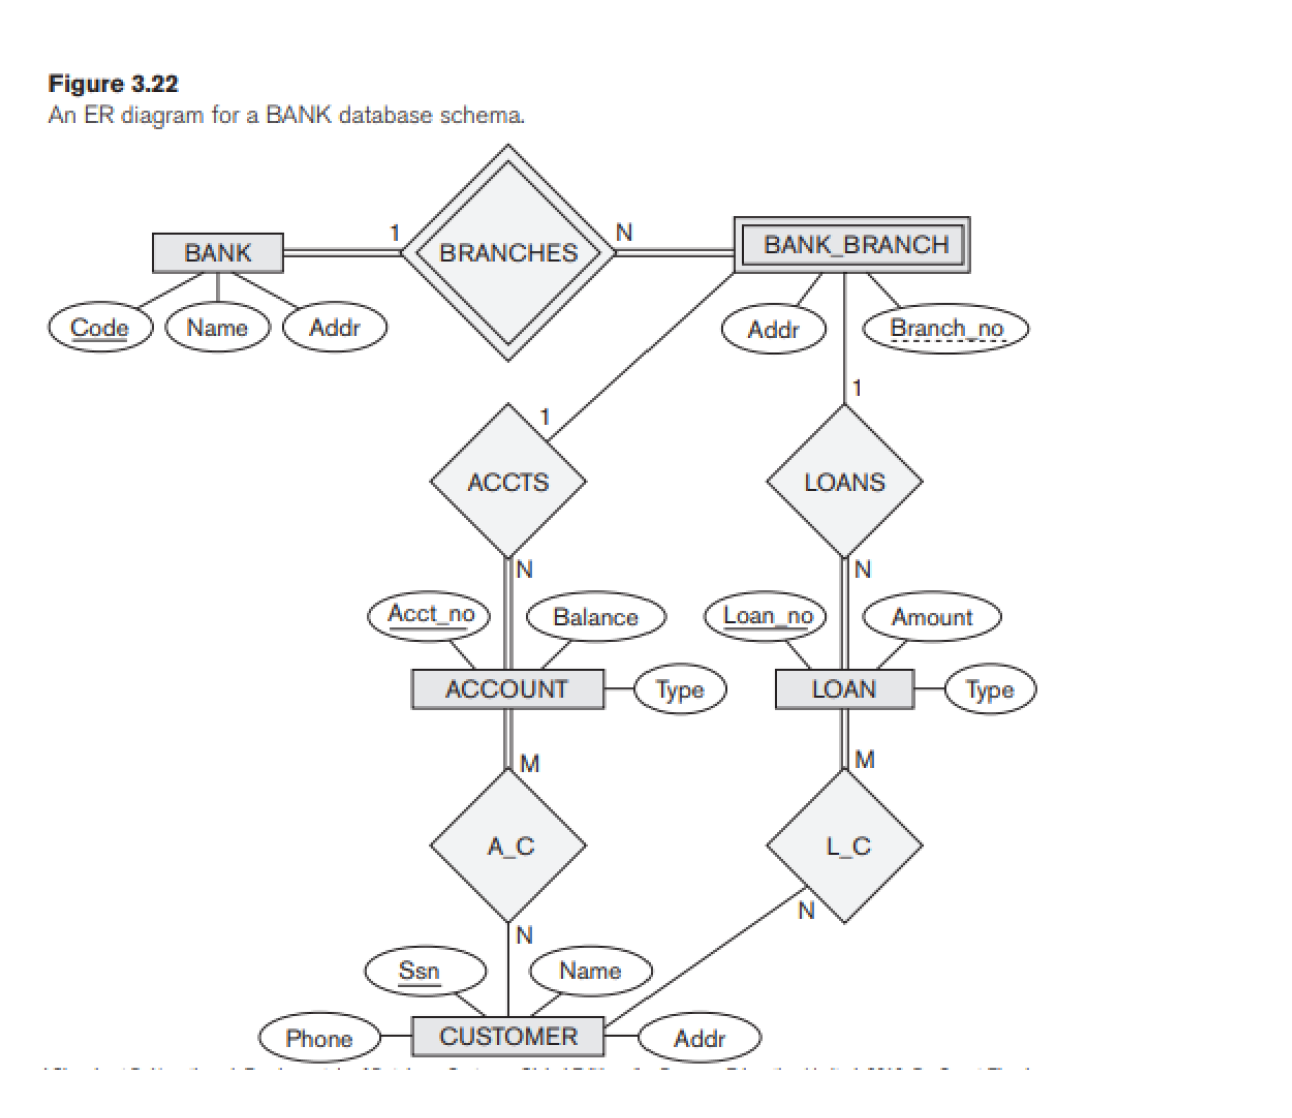 Figure 3.22
An ER diagram for a BANK database schema.
1
N
BANK
BRANCHES
BANK_BRANCH
Code
Name
Addr
Addr
Branch_no
1
1
ACCTS
LOANS
N
N
Acct_no
Balance
Loan_no
Amount
ACCOUNT
Type
LOAN
Type
M
M
A_C
L_C
N
N
Ssn
Name
Phone
CUSTOMER
Addr